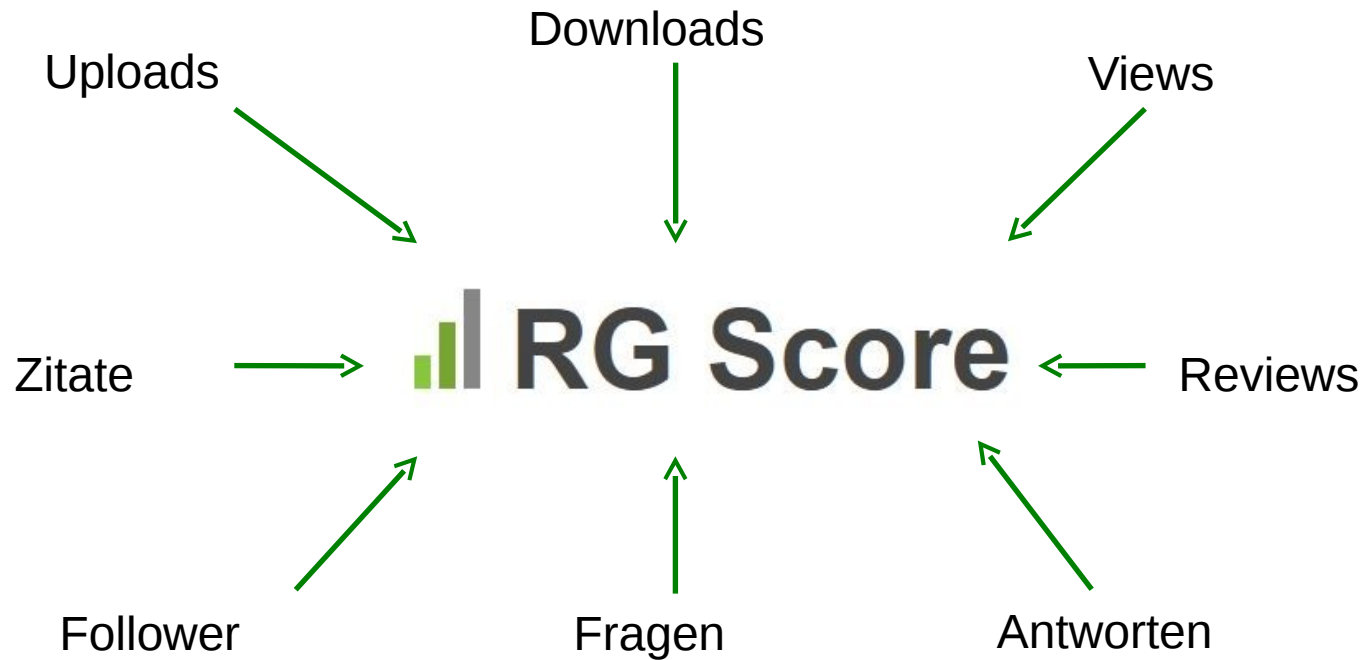 Downloads
Uploads
Views
RG Score
Zitate
Reviews
Follower
Fragen
Antworten